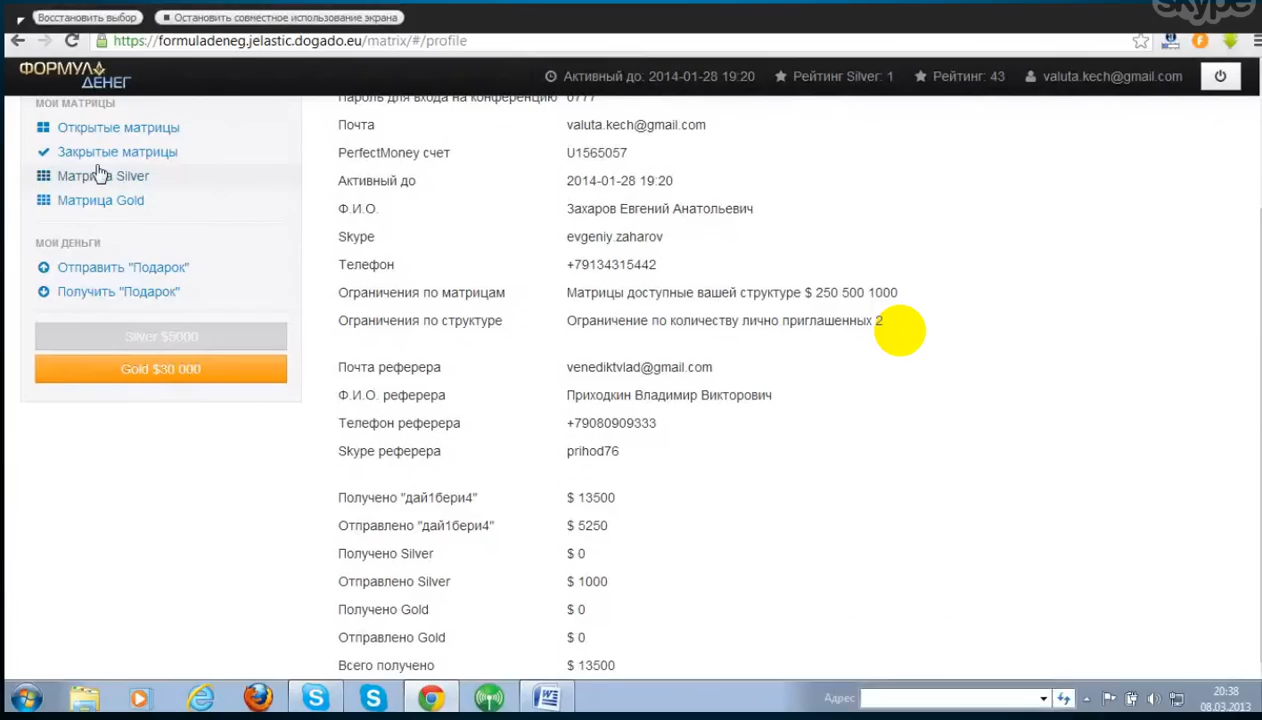 Восстановить выбор
Остановить совместное использование экрана
skype
https://formuladeneg.jelastic.dogado.eu/matrix/#/profile
ФОРМУЛА
ДЕНЕГ
Активный до: 2014-01-28 19:20
Рейтинг Silver: 1
Рейтинг: 43
valuta.kech@gmail.com
МОИ МАТРИЦЫ
Открытые матрицы
Закрытые матрицы
Матрица Silver
Матрица Gold
МОИ ДЕНЬГИ
Отправить "Подарок"
Получить "Подарок"
Silver $5000
Gold $30 000
Пароль для входа на конференцию 0777
Почта valuta.kech@gmail.com
PerfectMoney счет U1565057
Активный до 2014-01-28 19:20
Ф.И.О. Захаров Евгений Анатольевич
Skype evgeniy.zaharov
Телефон +79134315442
Ограничения по матрицам Матрицы доступные вашей структуре $ 250 500 1000
Ограничения по структуре Ограничение по количеству лично приглашенных 2
Почта реферера venediktvlad@gmail.com
Ф.И.О. реферера Приходкин Владимир Викторович
Телефон реферера +79080909333
Skype реферера prihod76
Получено "дай1бери4" $ 13500
Отправлено "дай1бери4" $ 5250
Получено Silver $ 0
Отправлено Silver $ 1000
Получено Gold $ 0
Отправлено Gold $ 0
Всего получено $ 13500
Адрес
20:38
08.03.2013